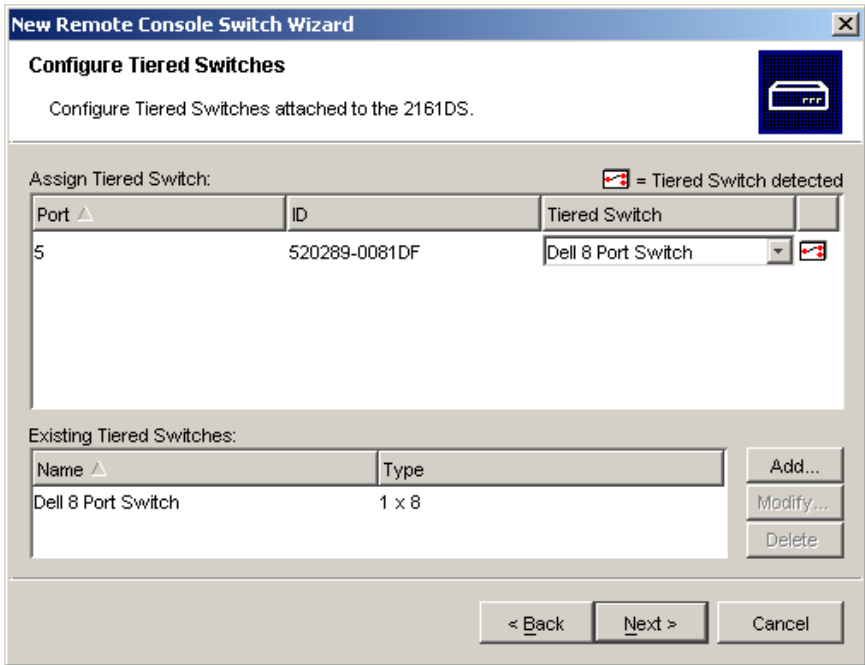 New Remote Console Switch Wizard
Configure Tiered Switches
Configure Tiered Switches attached to the 2161DS.
Assign Tiered Switch: = Tiered Switch detected
Port ID Tiered Switch
5 520289-0081DF Dell 8 Port Switch
Existing Tiered Switches:
Name Type
Dell 8 Port Switch 1 x 8
Add...
Modify...
Delete
< Back Next > Cancel